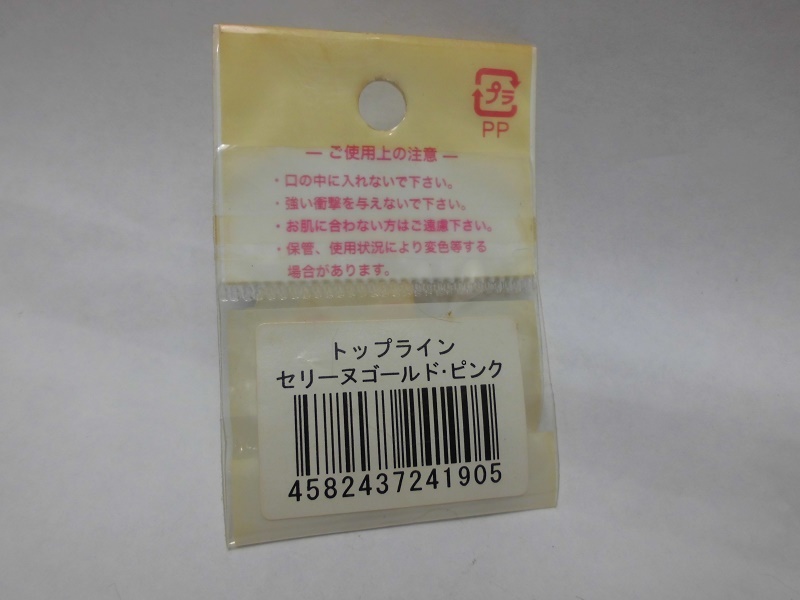 プラ
PP
― ご使用上の注意 ―
・口の中に入れないで下さい。
・強い衝撃を与えないで下さい。
・お肌に合わない方はご遠慮下さい。
・保管、使用状況により変色等する
場合があります。
トップライン
セリーヌゴールド・ピンク
4582437241905